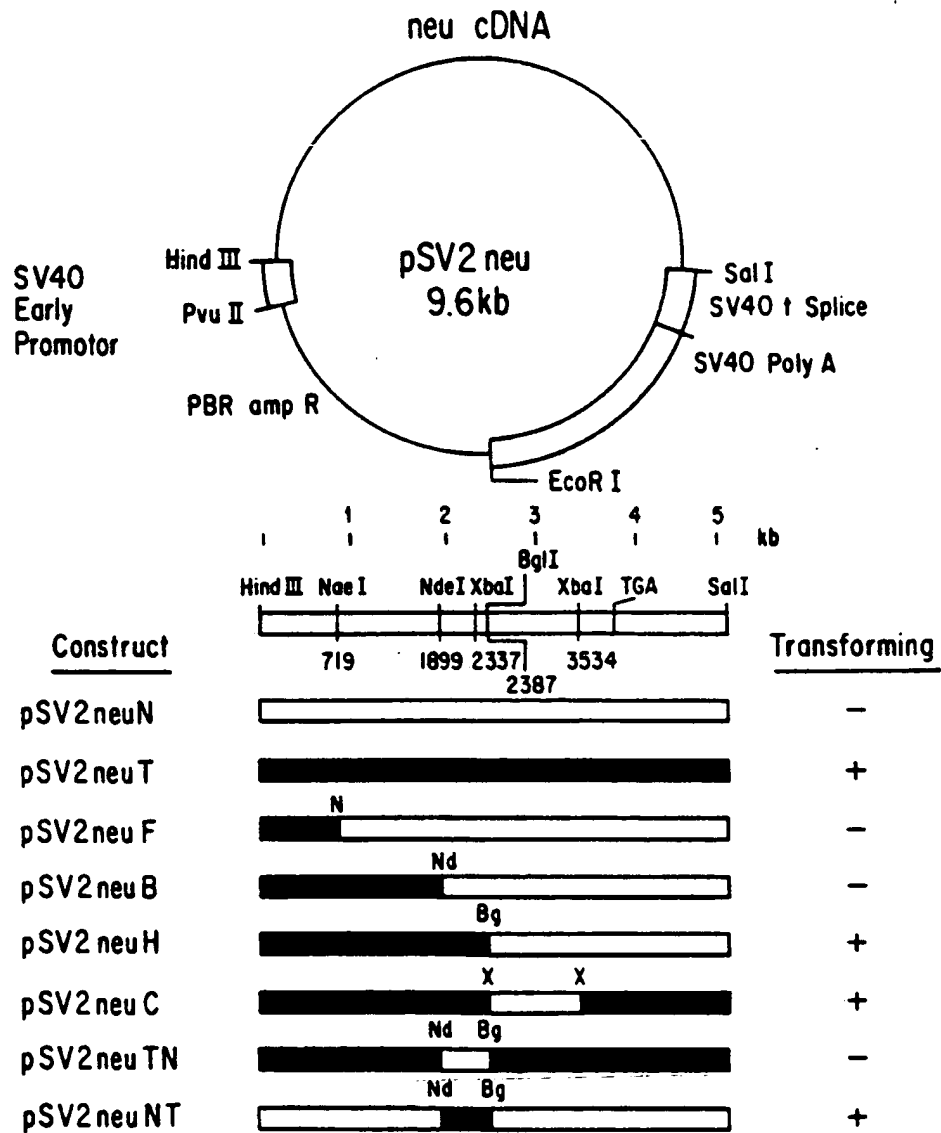 neu cDNA
Hind III
SV40
Early
Promotor
Pvu II
pSV2 neu
9.6kb
Sal I
SV40 t Splice
SV40 Poly A
PBR amp R
EcoR I
1 2 3 4 5 kb
BglI
Hind III Nae I NdeI XbaI XbaI TGA SalI
Construct
719 1899 2337 3534
2387
Transforming
pSV2neuN −
pSV2neuT +
N
pSV2neuF −
Nd
pSV2neuB −
Bg
pSV2neuH +
X X
pSV2neuC +
Nd Bg
pSV2neuTN −
Nd Bg
pSV2neuNT +